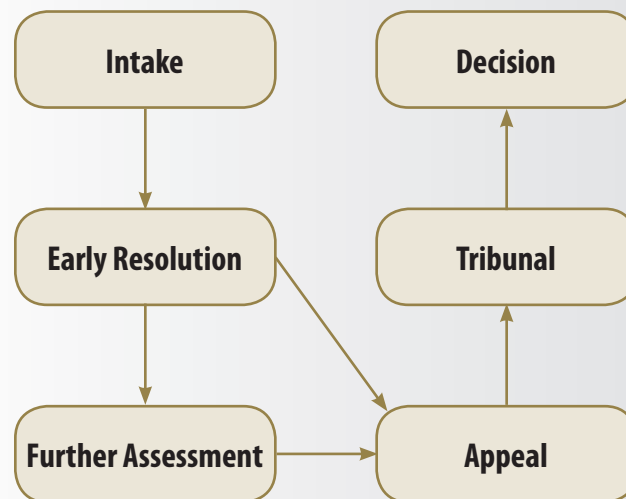 Intake
Decision
Early Resolution
Tribunal
Further Assessment
Appeal